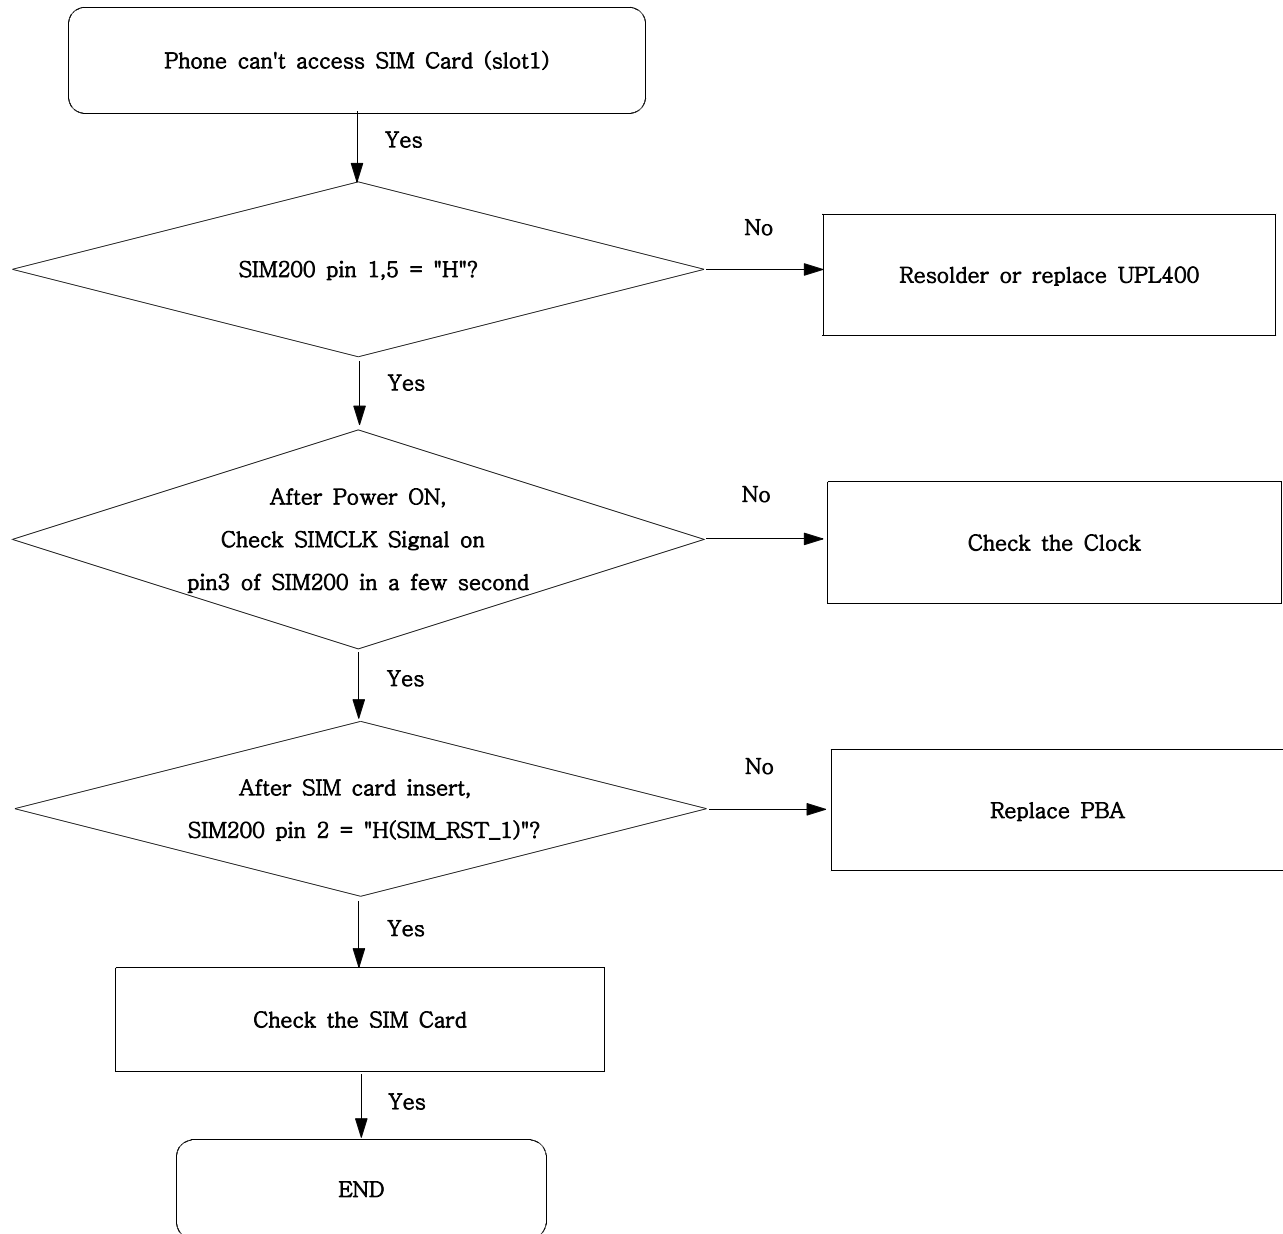 Phone can't access SIM Card (slot1)
Yes
SIM200 pin 1,5 = "H"?
No
Resolder or replace UPL400
Yes
After Power ON,
Check SIMCLK Signal on
pin3 of SIM200 in a few second
No
Check the Clock
Yes
After SIM card insert,
SIM200 pin 2 = "H(SIM_RST_1)"?
No
Replace PBA
Yes
Check the SIM Card
Yes
END